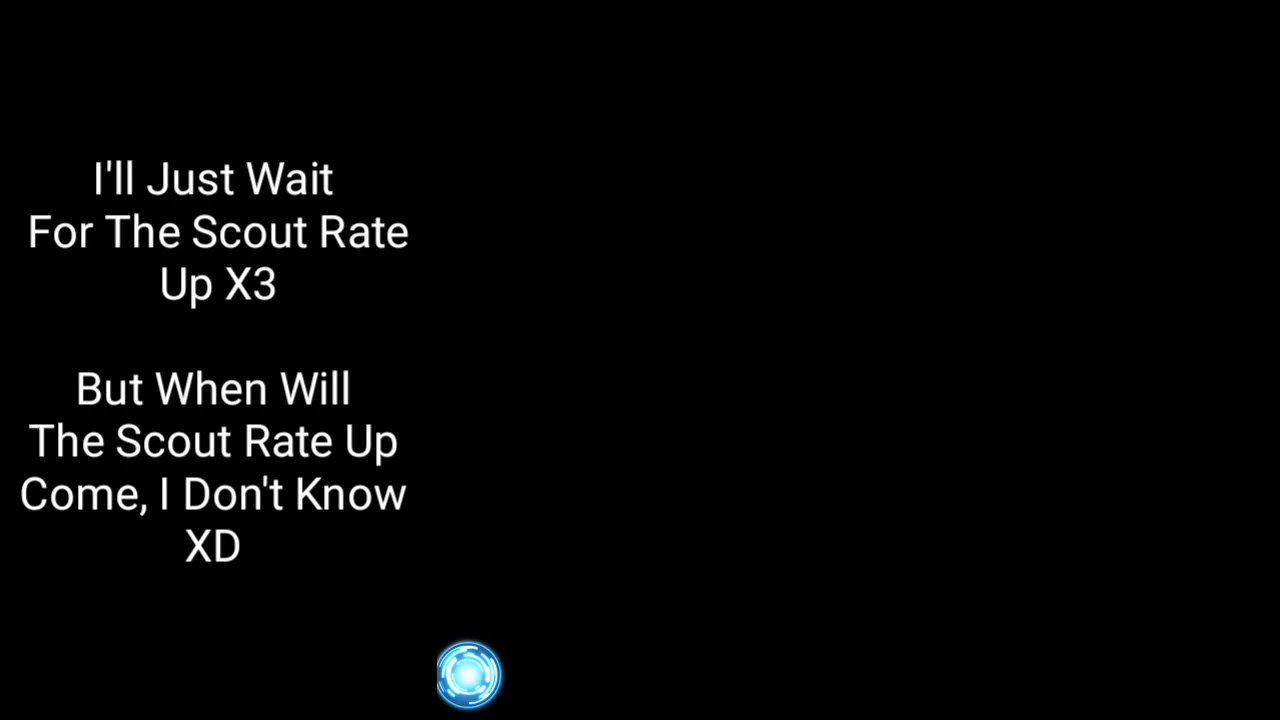 I'll Just Wait
For The Scout Rate
Up X3
But When Will
The Scout Rate Up
Come, I Don't Know
XD